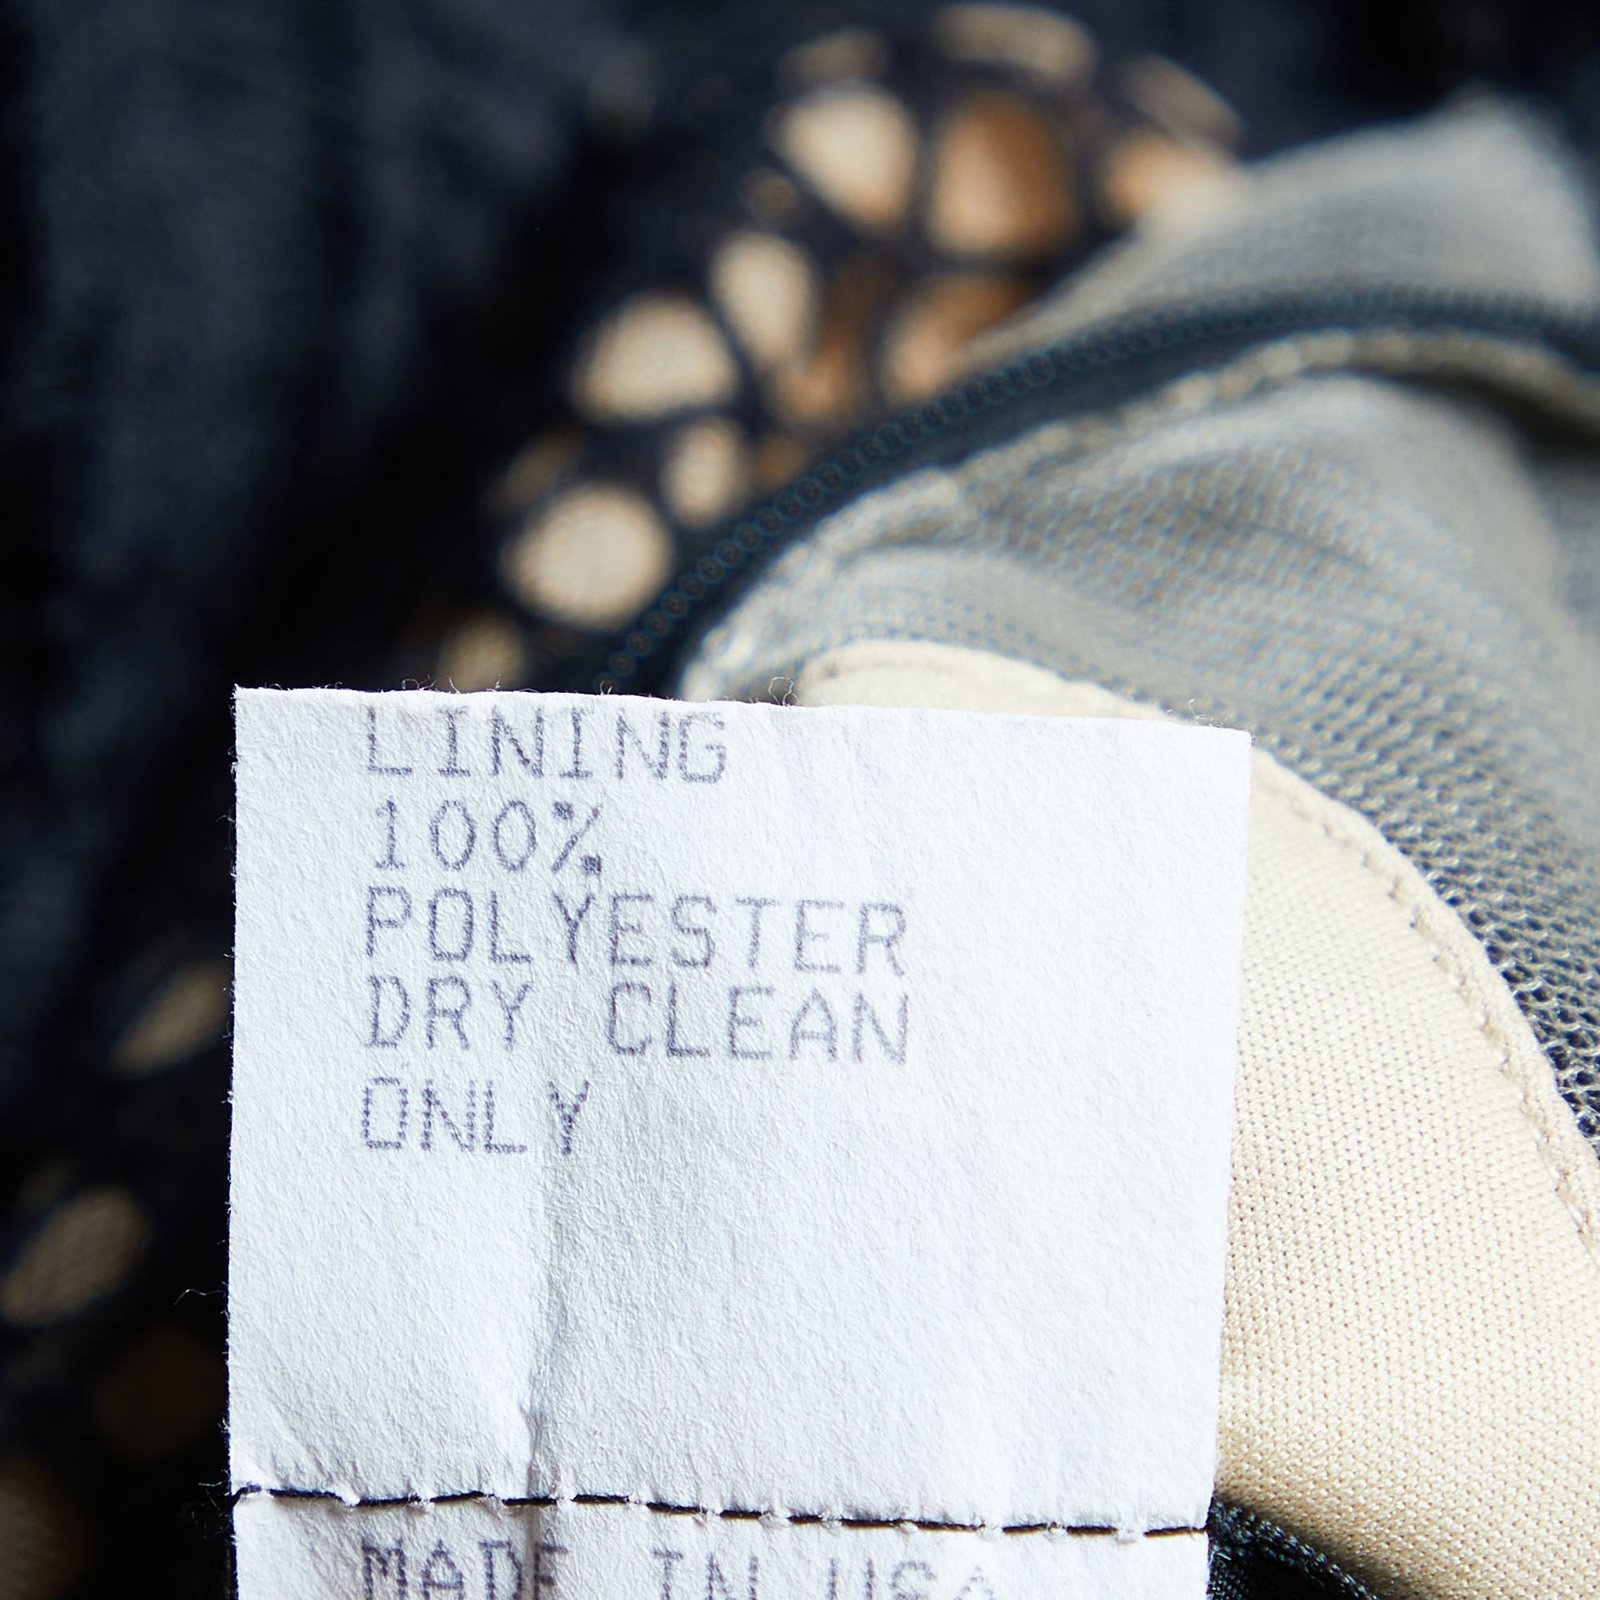 LINING
100%
POLYESTER
DRY CLEAN
ONLY
MADE IN USA